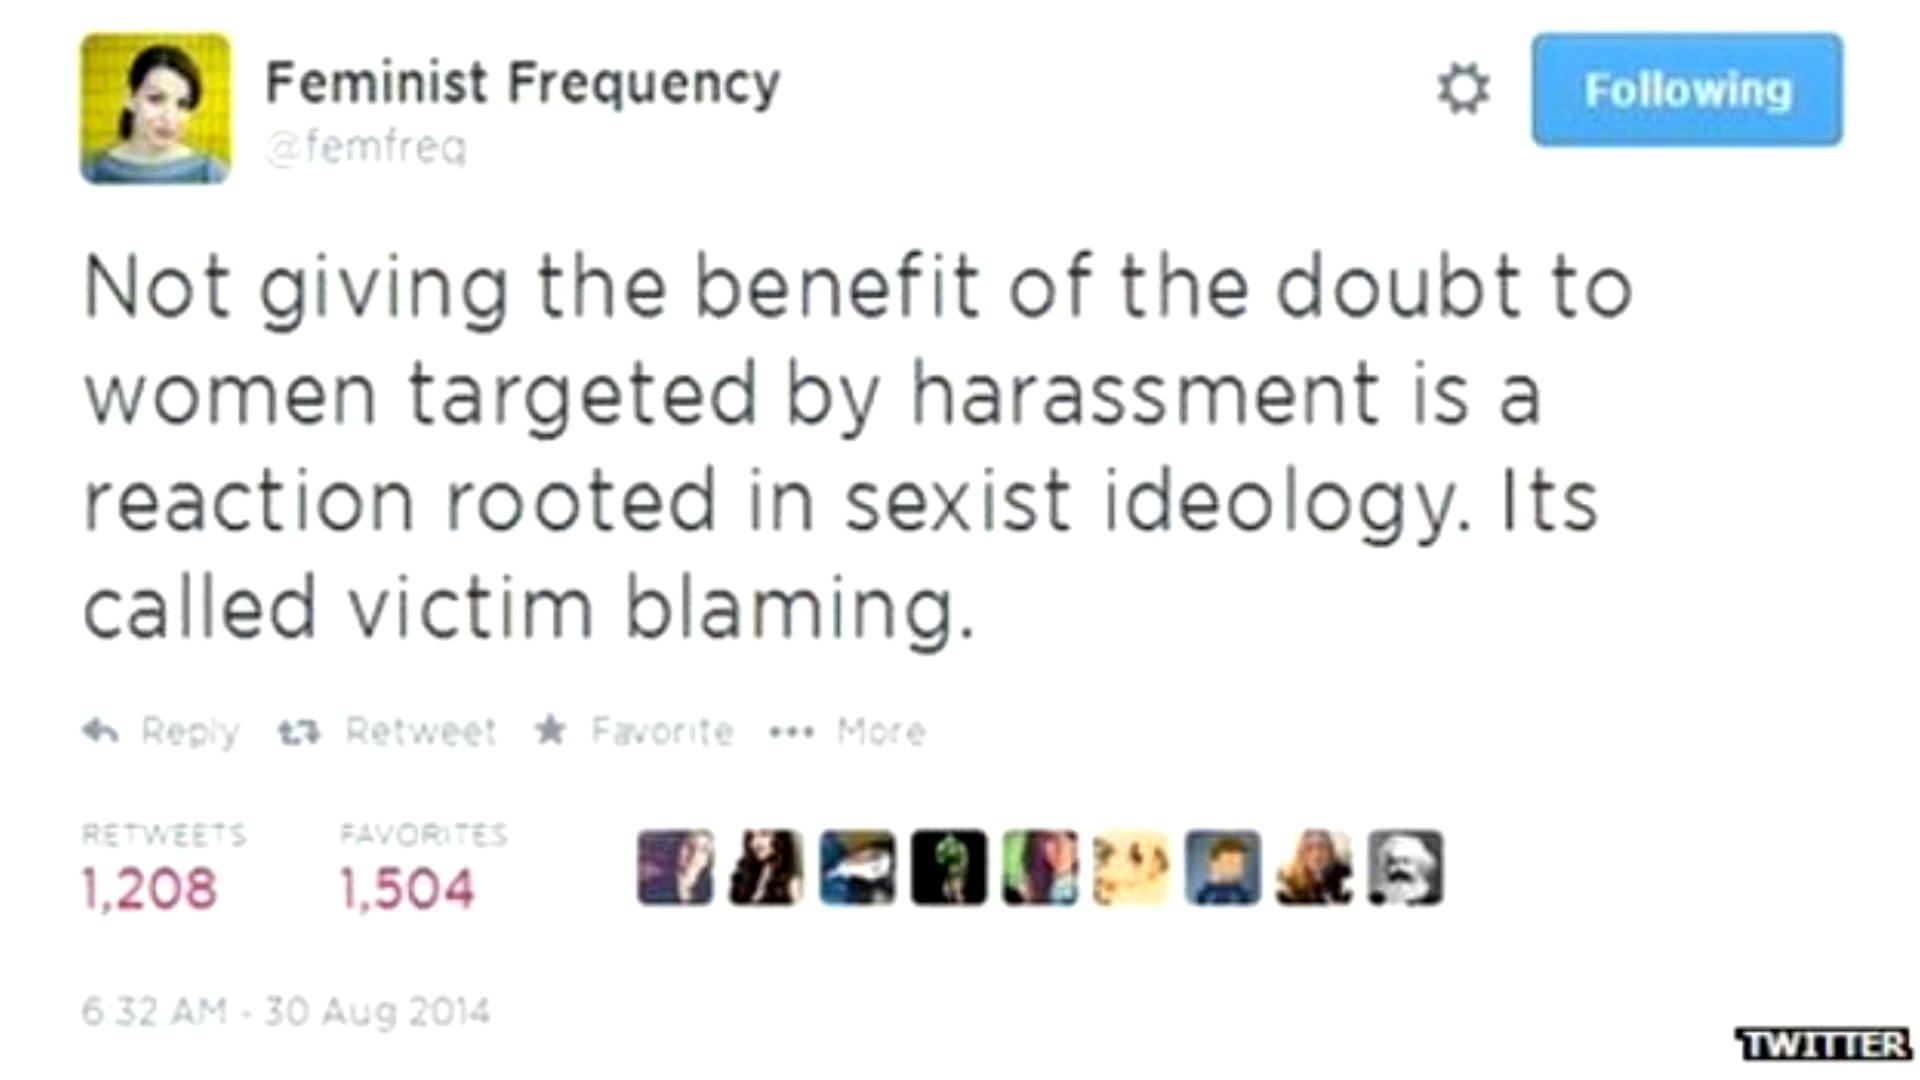 Feminist Frequency
@femfreq
Following
Not giving the benefit of the doubt to
women targeted by harassment is a
reaction rooted in sexist ideology. Its
called victim blaming.
Reply Retweet Favorite More
RETWEETS FAVORITES
1,208 1,504
6:32 AM - 30 Aug 2014
TWITTER